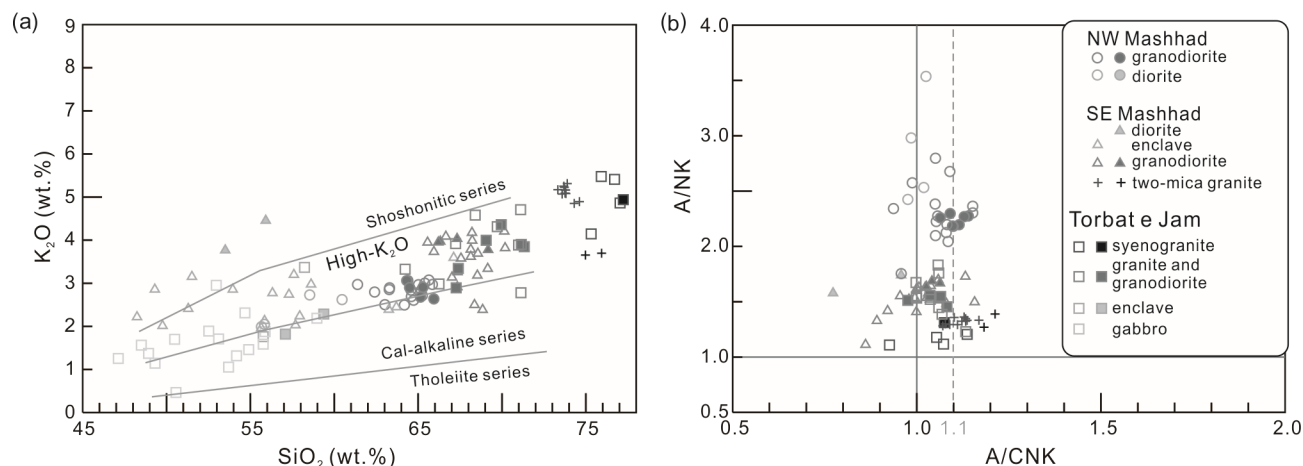 (a)
9
8
7
6
5
4
3
2
1
0
K2O (wt.%)
45
55
65
75
SiO2 (wt.%)
Shoshonitic series
High-K2O
Cal-alkaline series
Tholeiite series
(b)
4.0
3.0
2.0
1.0
0.5
A/NK
0.5
1.0
1.1
1.5
2.0
A/CNK
NW Mashhad
granodiorite
diorite
SE Mashhad
diorite
enclave
granodiorite
two-mica granite
Torbat e Jam
syenogranite
granite and
granodiorite
enclave
gabbro